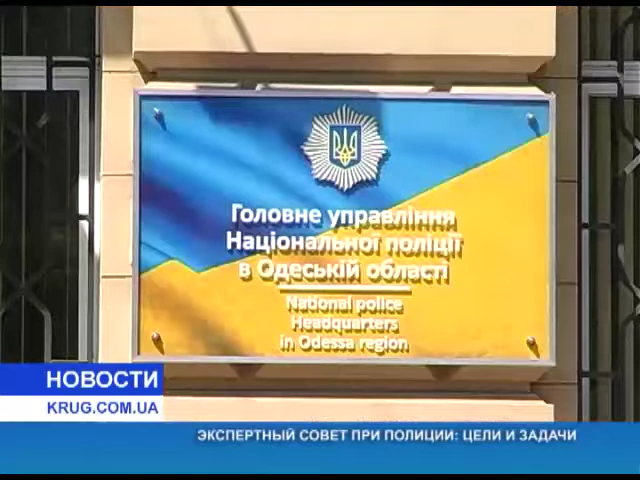 Головне управління
Національної поліції
в Одеській області
National police
Headquarters
in Odessa region
НОВОСТИ
KRUG.COM.UA
ЭКСПЕРТНЫЙ СОВЕТ ПРИ ПОЛИЦИИ: ЦЕЛИ И ЗАДАЧИ